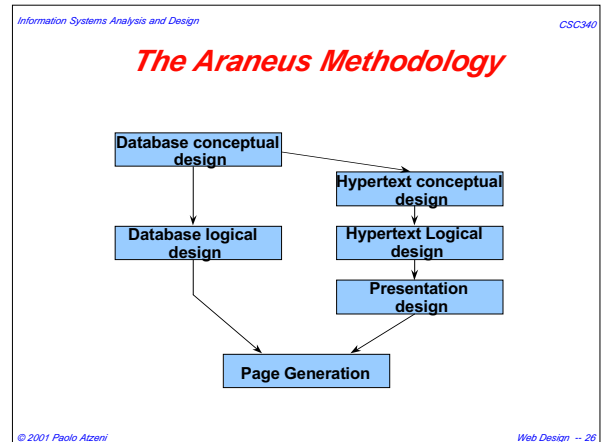 Information Systems Analysis and Design
CSC340
The Araneus Methodology
Database conceptual
design
Hypertext conceptual
design
Database logical
design
Hypertext Logical
design
Presentation
design
Page Generation
© 2001 Paolo Atzeni
Web Design -- 26